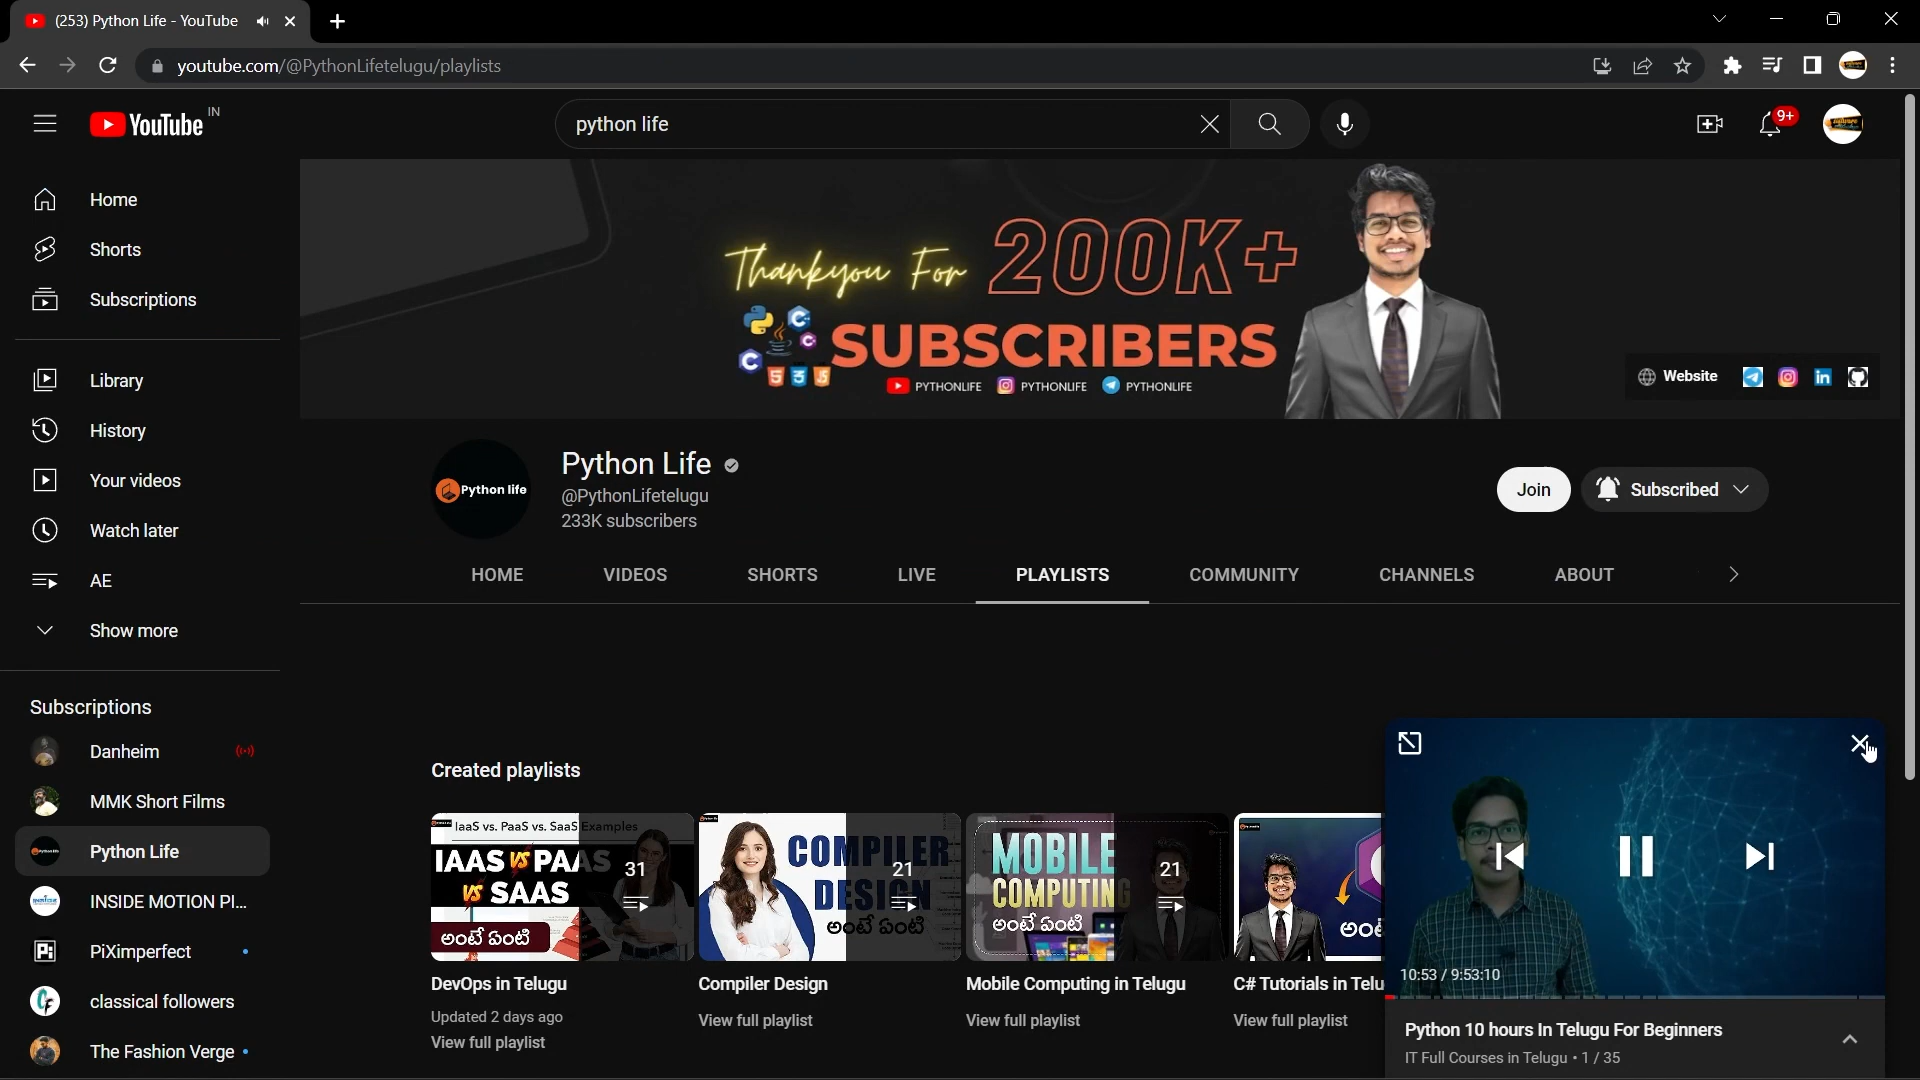 (253) Python Life - YouTube
youtube.com/@PythonLifetelugu/playlists
YouTube IN
python life
9+
Home
Shorts
Subscriptions
Library
History
Your videos
Watch later
AE
Show more
Subscriptions
Danheim
MMK Short Films
Python Life
INSIDE MOTION PI...
PiXimperfect
classical followers
The Fashion Verge
Thankyou For 200K+
SUBSCRIBERS
PYTHONLIFE PYTHONLIFE PYTHONLIFE
Website
Python life
Python Life
@PythonLifetelugu
233K subscribers
Join
Subscribed
HOME VIDEOS SHORTS LIVE PLAYLISTS COMMUNITY CHANNELS ABOUT
Created playlists
IaaS vs. PaaS vs. SaaS Examples
IAAS VS PAAS
VS SAAS
అంటే ఏంటి
31
DevOps in Telugu
Updated 2 days ago
View full playlist
COMPILER
DESIGN
అంటే ఏంటి
21
Compiler Design
View full playlist
MOBILE
COMPUTING
అంటే ఏంటి
21
Mobile Computing in Telugu
View full playlist
C# Tutorials in Telu
View full playlist
10:53 / 9:53:10
Python 10 hours In Telugu For Beginners
IT Full Courses in Telugu • 1 / 35